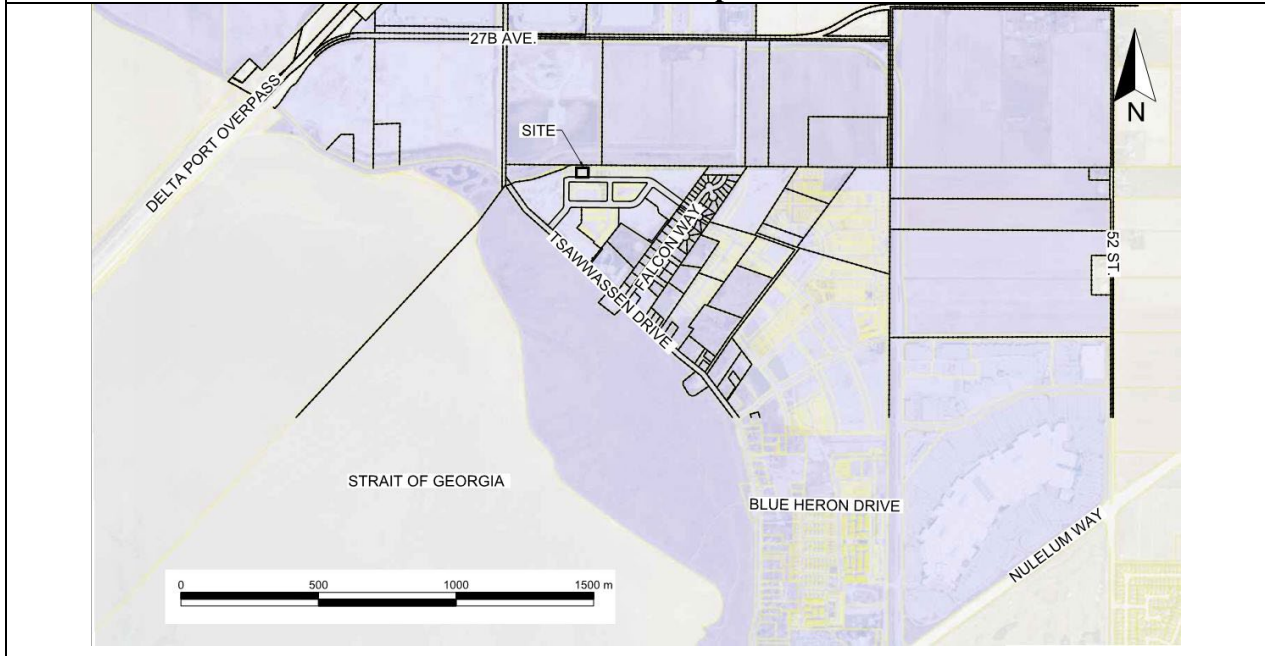 27B AVE.
DELTA PORT OVERPASS
N
SITE
FALCON WAY
TSAWWASSEN DRIVE
52 ST.
STRAIT OF GEORGIA
BLUE HERON DRIVE
NULELUM WAY
0 500 1000 1500 m